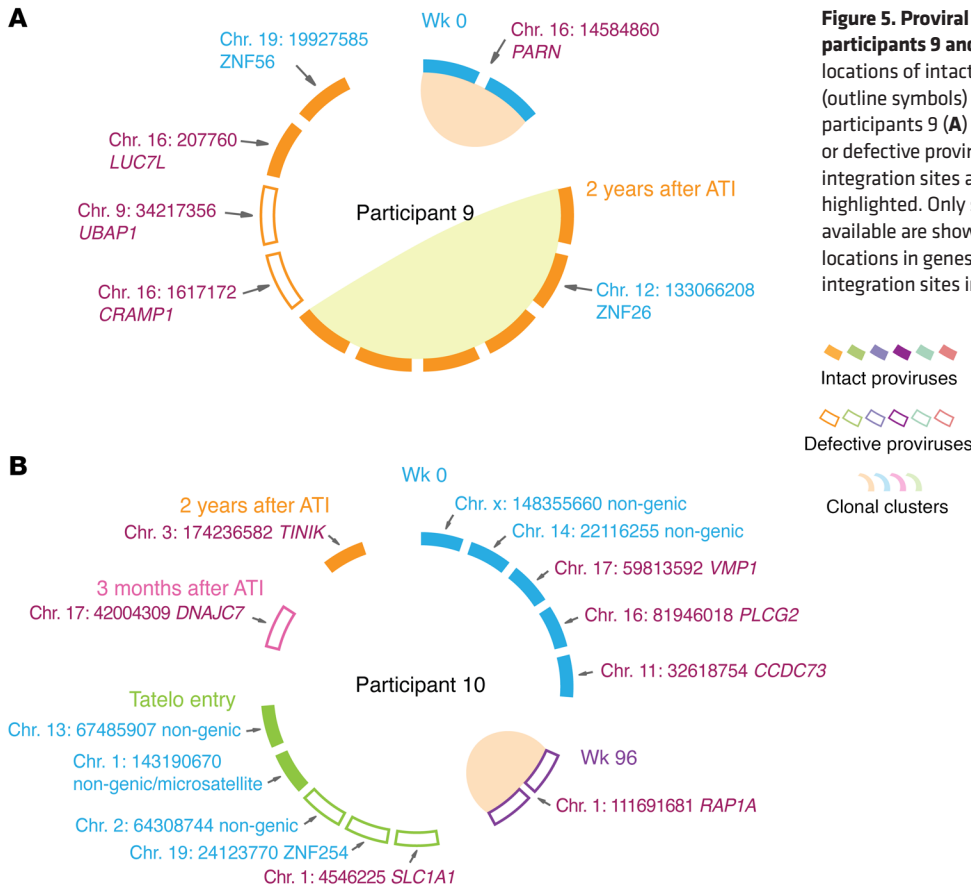 A
Wk 0
Chr. 19: 19927585
ZNF56
Chr. 16: 14584860
PARN
Chr. 16: 207760
LUC7L
Chr. 9: 34217356
UBAP1
Participant 9
2 years after ATI
Chr. 16: 1617172
CRAMP1
Chr. 12: 133066208
ZNF26
Figure 5. Proviral
participants 9 and
locations of intact
(outline symbols)
participants 9 (A)
or defective provir
integration sites a
highlighted. Only
available are show
locations in genes
integration sites i
Intact proviruses
Defective proviruses
Clonal clusters
B
Wk 0
2 years after ATI
Chr. 3: 174236582 TINIK
Chr. x: 148355660 non-genic
Chr. 14: 22116255 non-genic
Chr. 17: 59813592 VMP1
3 months after ATI
Chr. 17: 42004309 DNAJC7
Chr. 16: 81946018 PLCG2
Chr. 11: 32618754 CCDC73
Participant 10
Tatelo entry
Chr. 13: 67485907 non-genic
Chr. 1: 143190670
non-genic/microsatellite
Wk 96
Chr. 1: 111691681 RAP1A
Chr. 2: 64308744 non-genic
Chr. 19: 24123770 ZNF254
Chr. 1: 4546225 SLC1A1